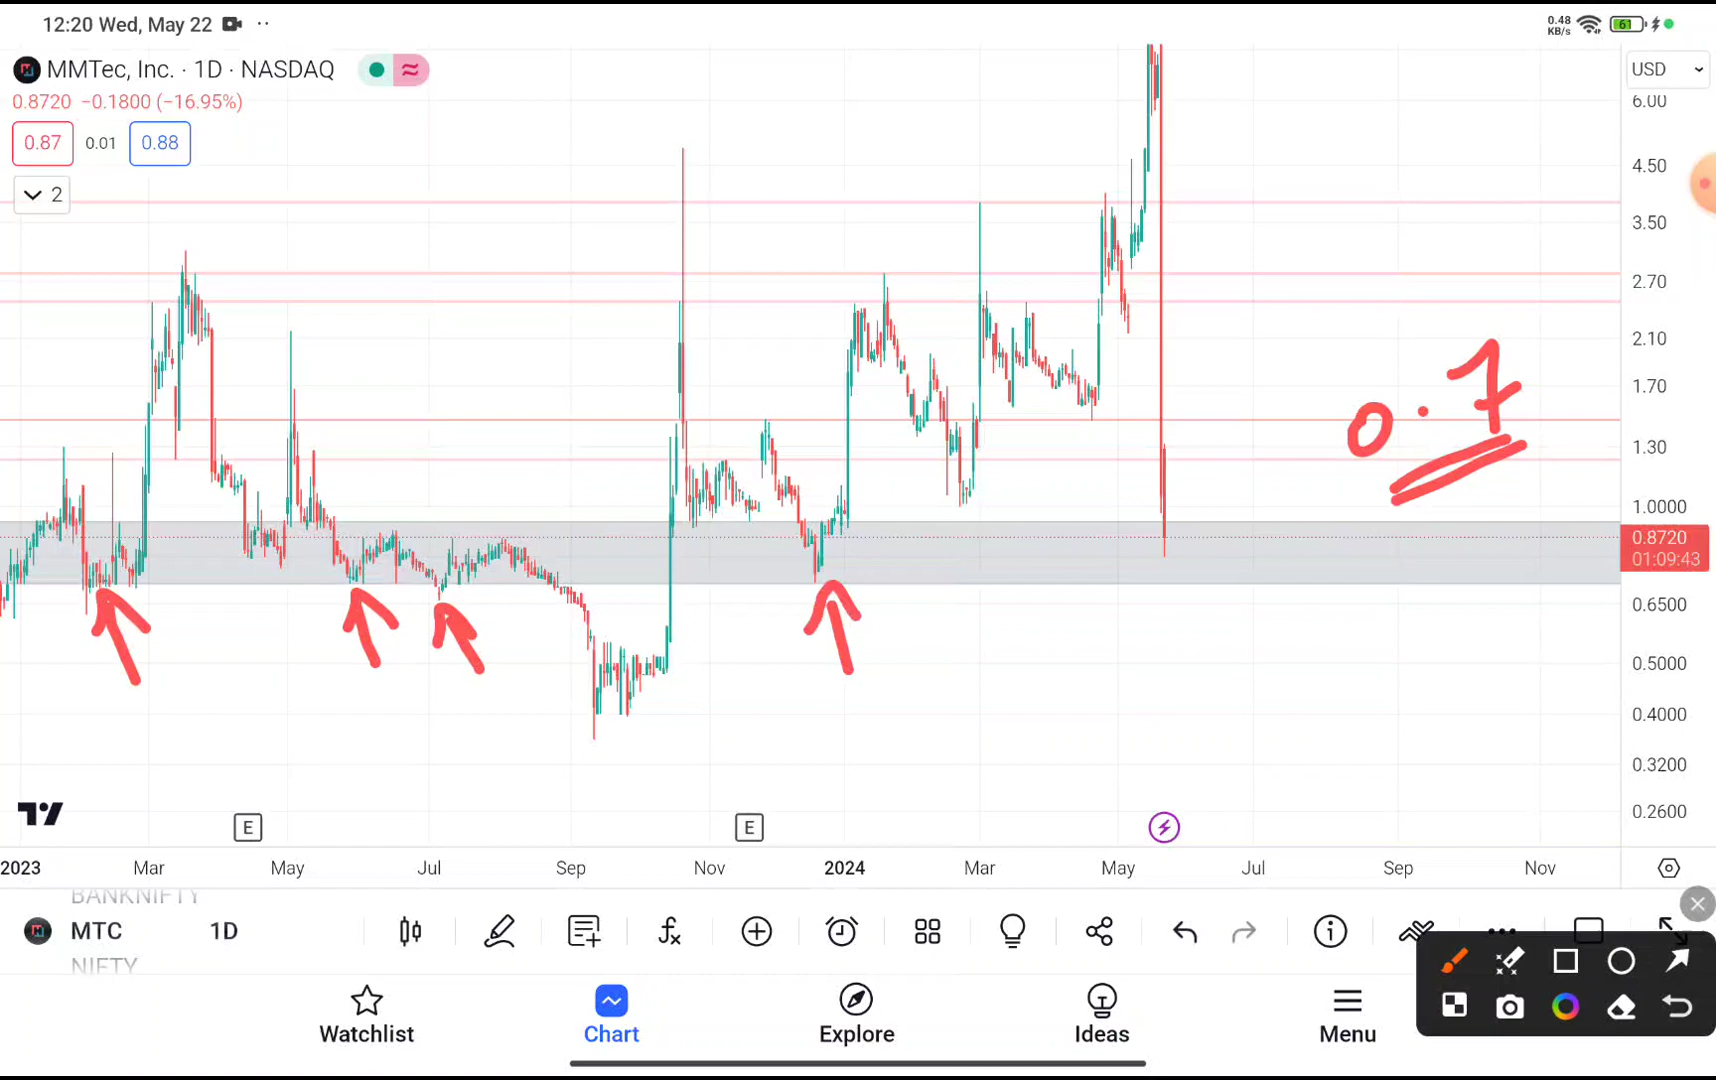 12:20 Wed, May 22
0.48
KB/s
61
MMTec, Inc. · 1D · NASDAQ
USD
0.8720 −0.1800 (−16.95%)
0.87 0.01 0.88
2
6.00
4.50
3.50
2.70
2.10
1.70
1.30
1.0000
0.8720
01:09:43
0.6500
0.5000
0.4000
0.3200
0.2600
0.7
E E
2023 Mar May Jul Sep Nov 2024 Mar May Jul Sep Nov
BANKNIFTY
MTC 1D
NIFTY
Watchlist Chart Explore Ideas Menu